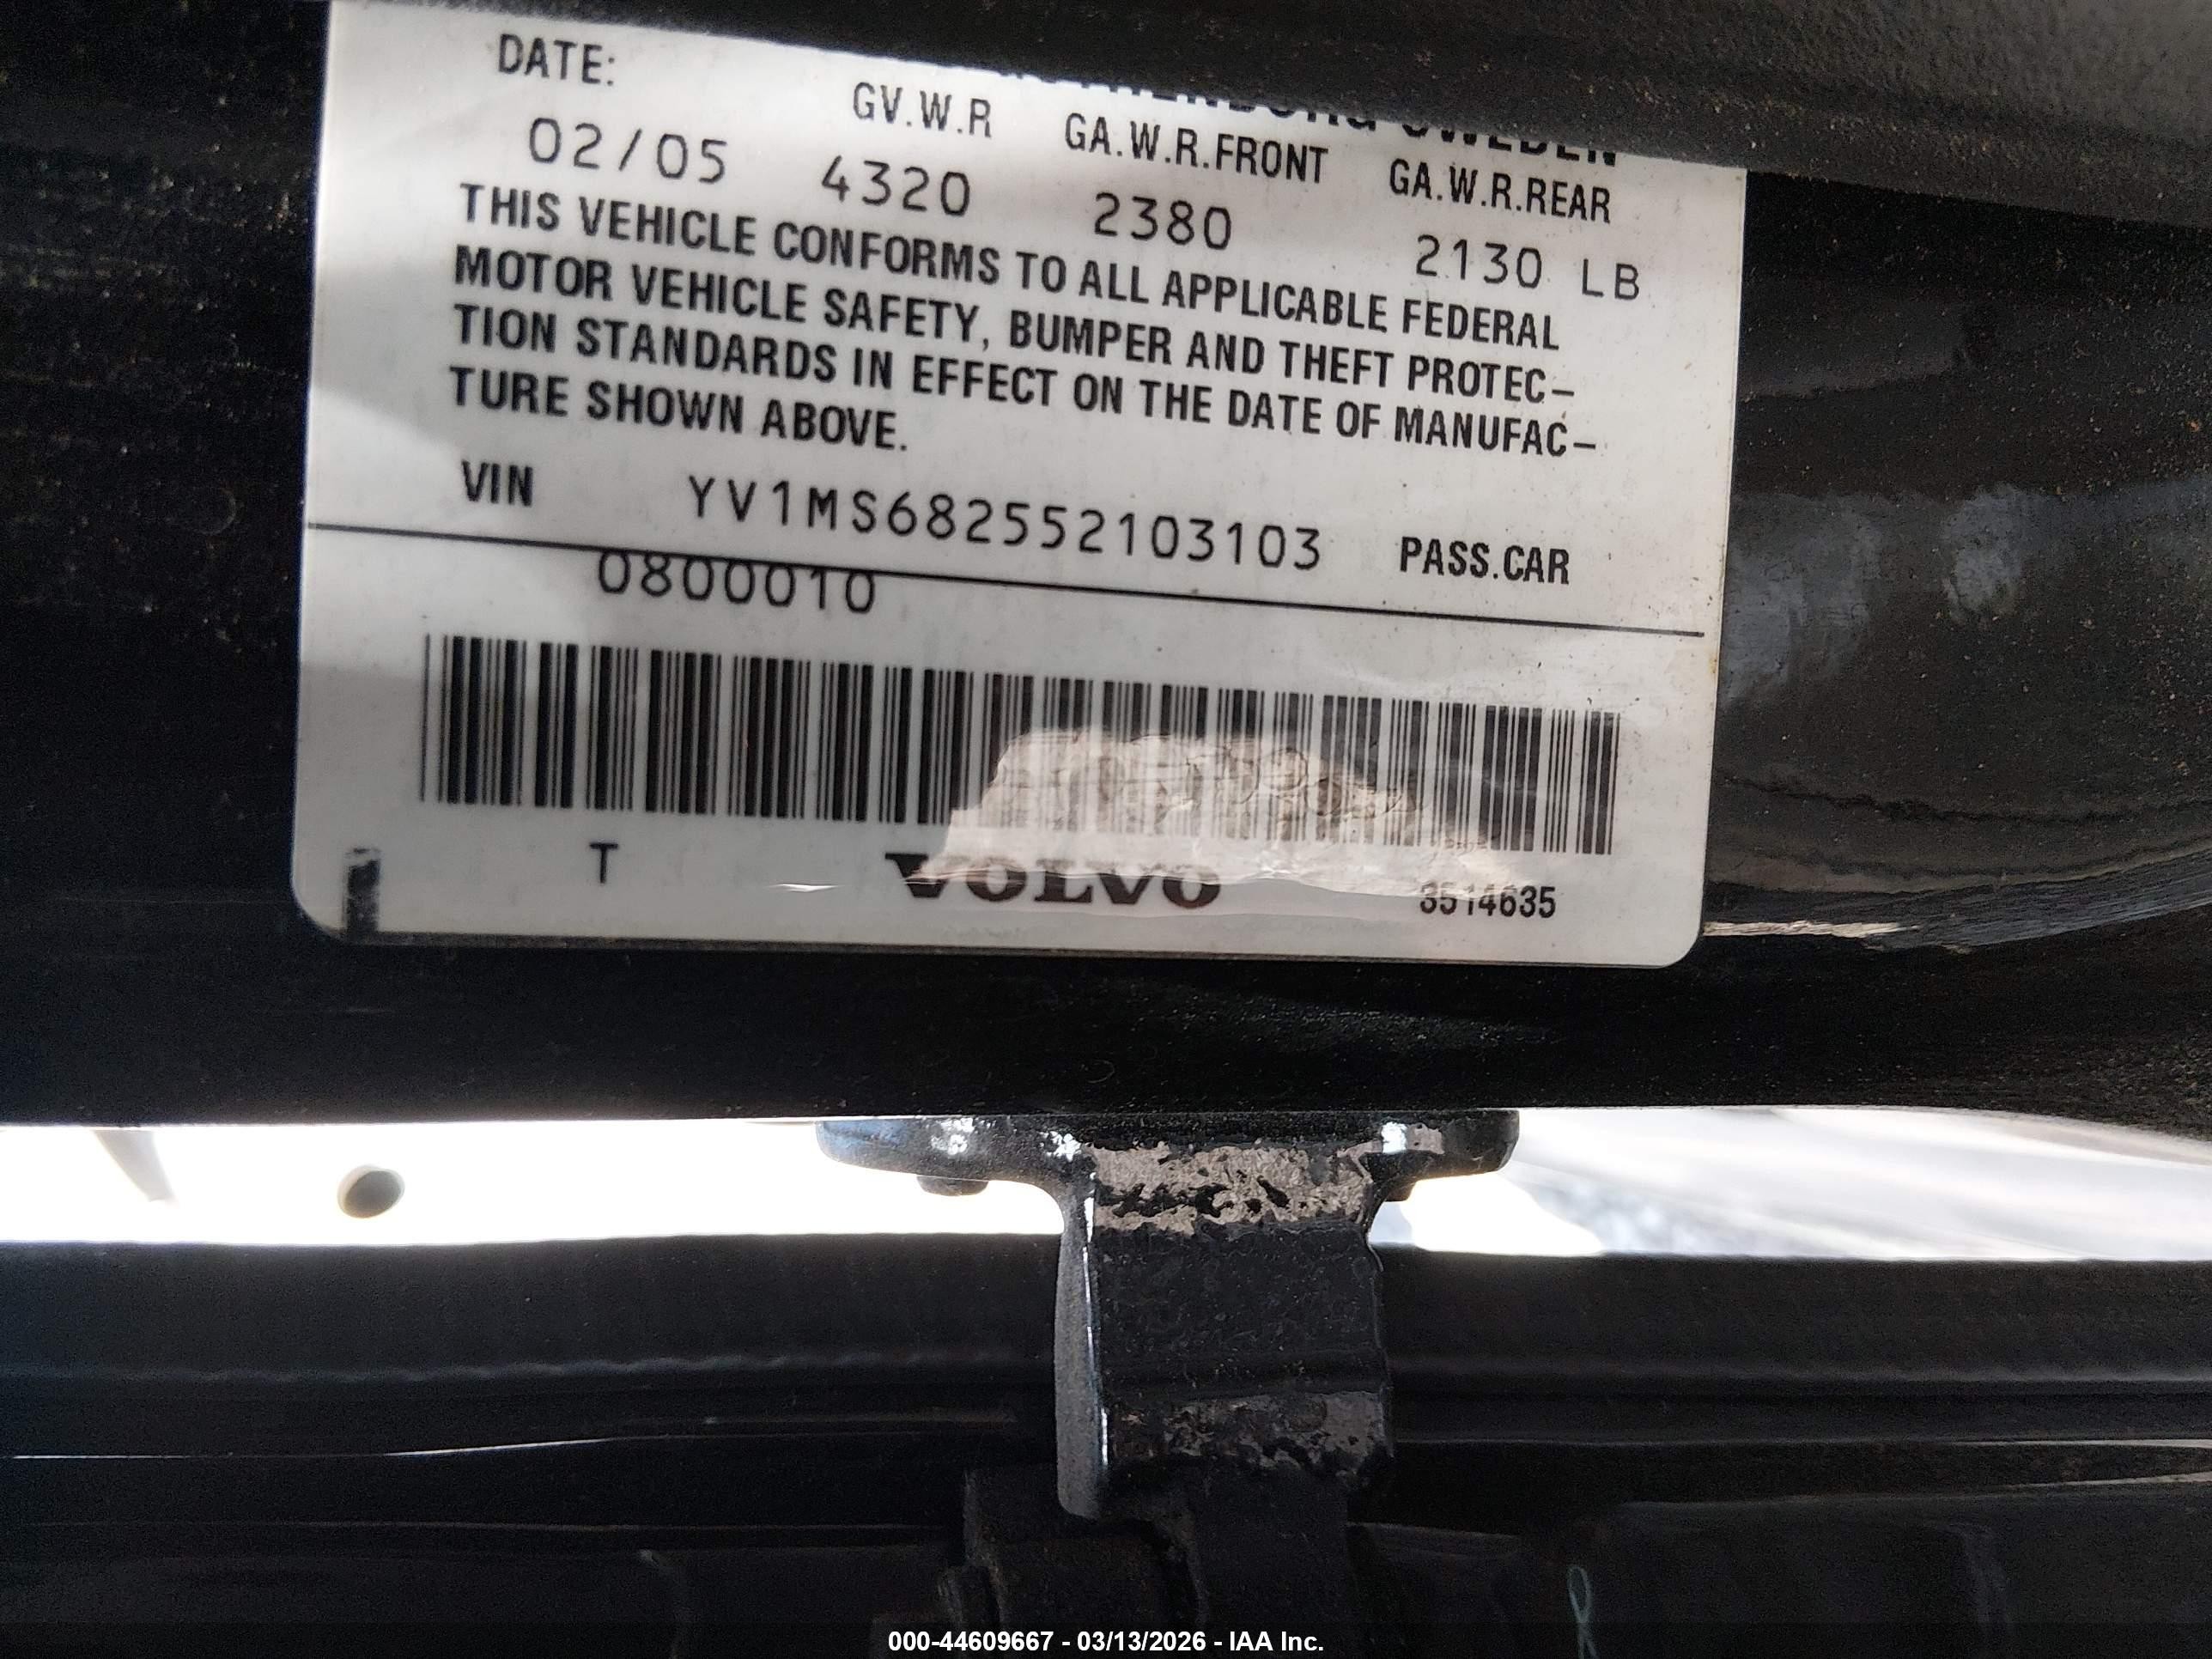 GOTHENBURG SWEDEN
DATE: GV.W.R GA.W.R.FRONT GA.W.R.REAR
02/05 4320 2380 2130 LB
THIS VEHICLE CONFORMS TO ALL APPLICABLE FEDERAL
MOTOR VEHICLE SAFETY, BUMPER AND THEFT PROTEC–
TION STANDARDS IN EFFECT ON THE DATE OF MANUFAC–
TURE SHOWN ABOVE.
VIN YV1MS682552103103 PASS.CAR
0800010
T VOLVO 3514635
000-44609667 - 03/13/2026 - IAA Inc.